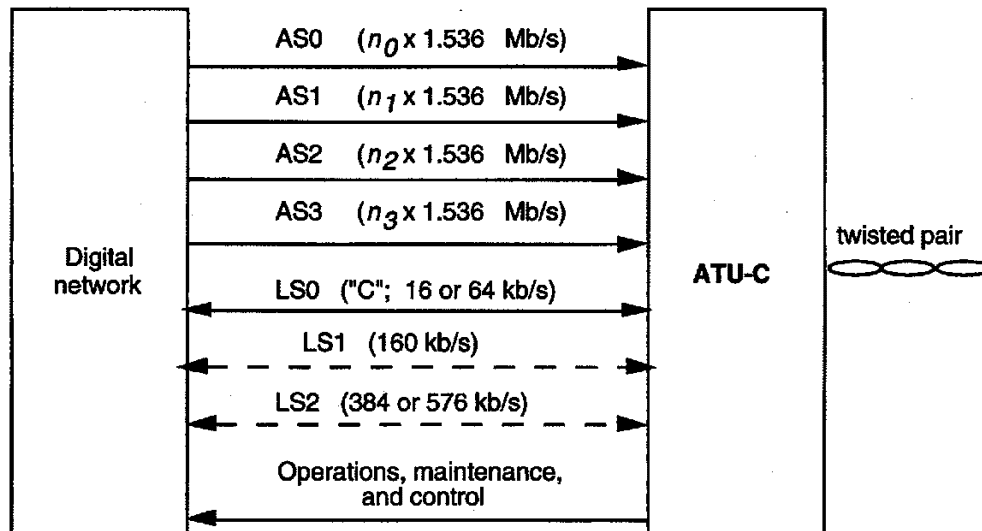 AS0 (n0 x 1.536 Mb/s)
AS1 (n1 x 1.536 Mb/s)
AS2 (n2 x 1.536 Mb/s)
AS3 (n3 x 1.536 Mb/s)
Digital
network
ATU-C
twisted pair
LS0 ("C"; 16 or 64 kb/s)
LS1 (160 kb/s)
LS2 (384 or 576 kb/s)
Operations, maintenance,
and control